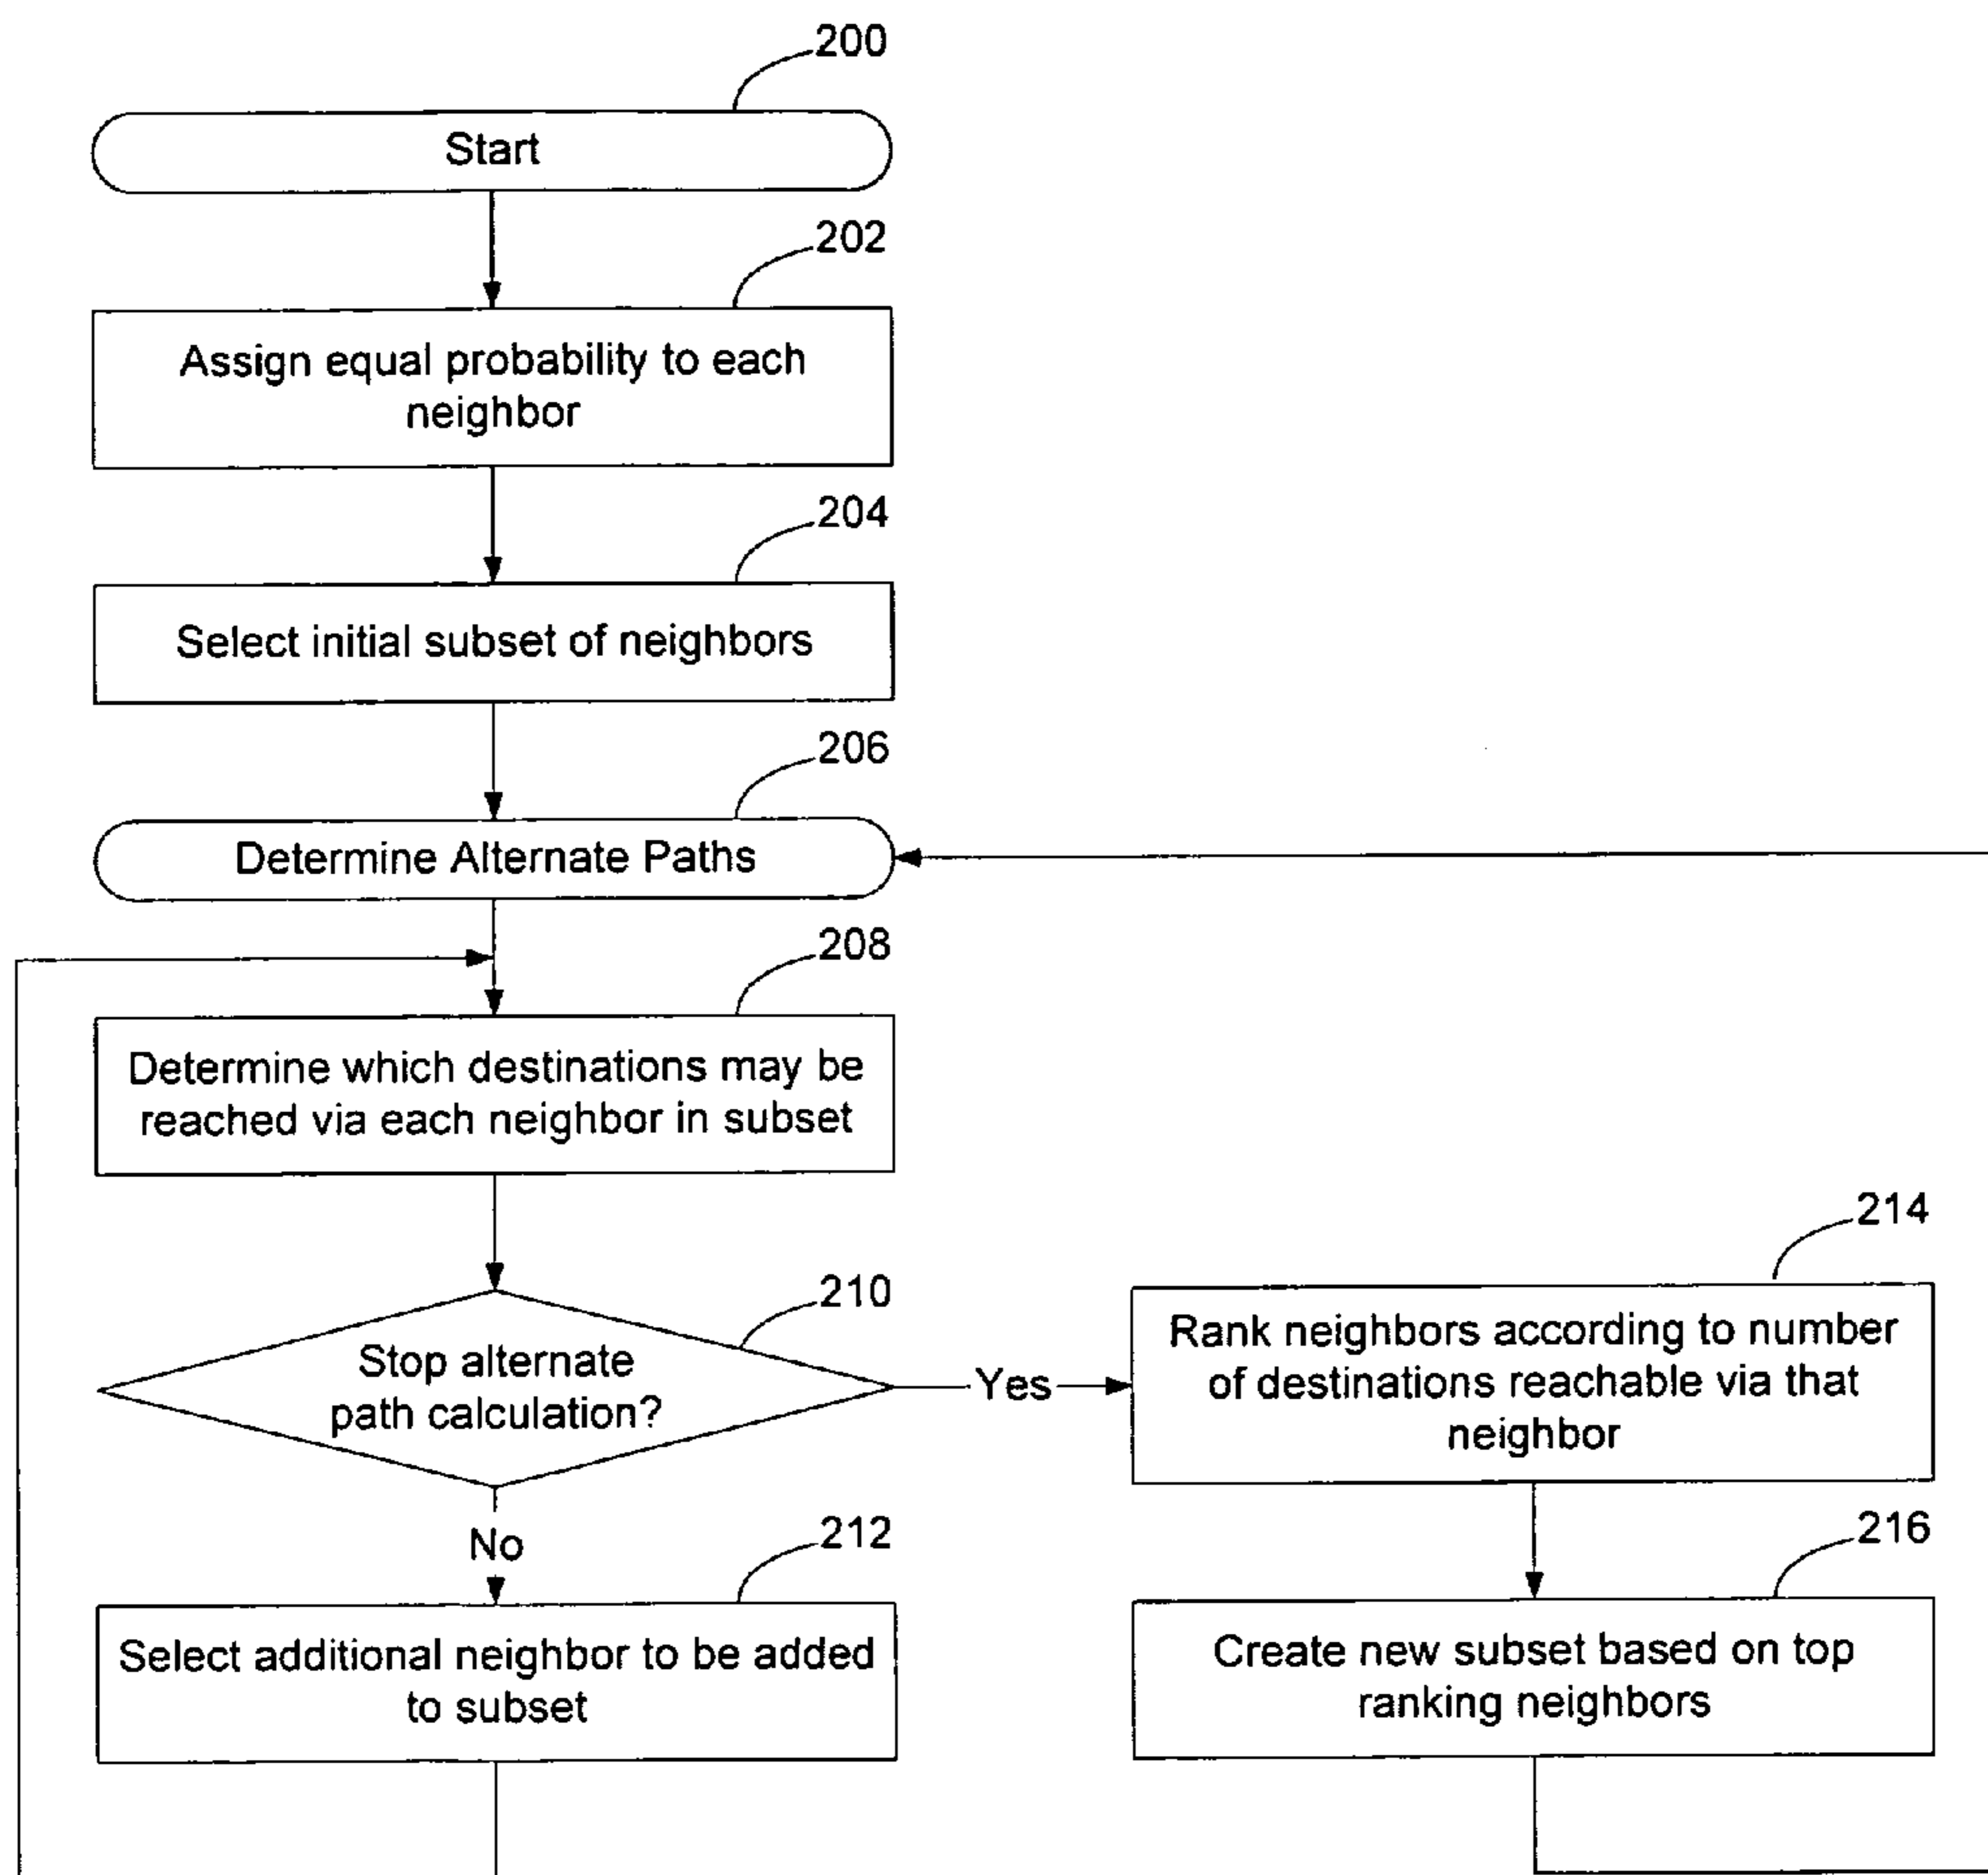 200
Start
202
Assign equal probability to each
neighbor
204
Select initial subset of neighbors
206
Determine Alternate Paths
208
Determine which destinations may be
reached via each neighbor in subset
210
Stop alternate
path calculation?
Yes
No
212
Select additional neighbor to be added
to subset
214
Rank neighbors according to number
of destinations reachable via that
neighbor
216
Create new subset based on top
ranking neighbors